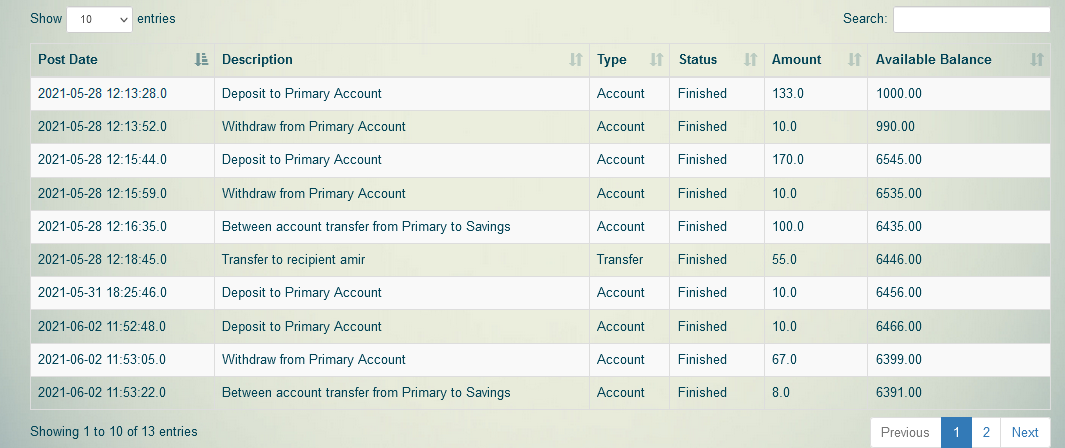 Show 10 entries Search:
Post Date Description Type Status Amount Available Balance
2021-05-28 12:13:28.0 Deposit to Primary Account Account Finished 133.0 1000.00
2021-05-28 12:13:52.0 Withdraw from Primary Account Account Finished 10.0 990.00
2021-05-28 12:15:44.0 Deposit to Primary Account Account Finished 170.0 6545.00
2021-05-28 12:15:59.0 Withdraw from Primary Account Account Finished 10.0 6535.00
2021-05-28 12:16:35.0 Between account transfer from Primary to Savings Account Finished 100.0 6435.00
2021-05-28 12:18:45.0 Transfer to recipient amir Transfer Finished 55.0 6446.00
2021-05-31 18:25:46.0 Deposit to Primary Account Account Finished 10.0 6456.00
2021-06-02 11:52:48.0 Deposit to Primary Account Account Finished 10.0 6466.00
2021-06-02 11:53:05.0 Withdraw from Primary Account Account Finished 67.0 6399.00
2021-06-02 11:53:22.0 Between account transfer from Primary to Savings Account Finished 8.0 6391.00
Showing 1 to 10 of 13 entries Previous 1 2 Next